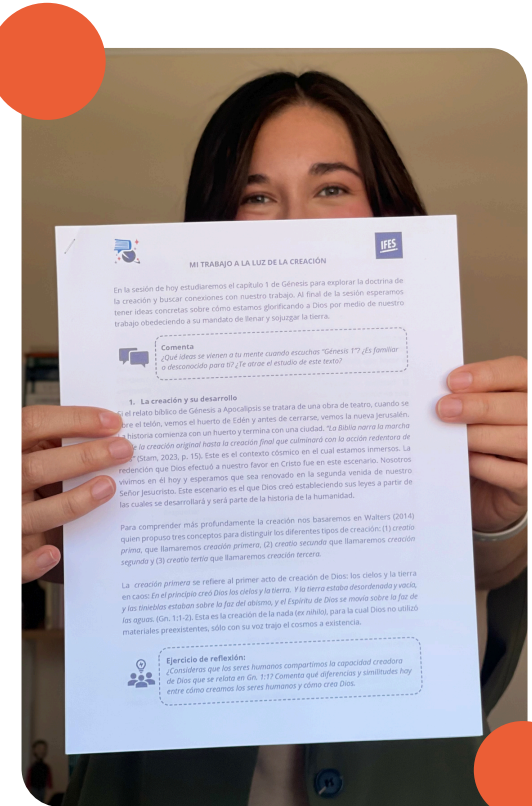 IFES
MI TRABAJO A LA LUZ DE LA CREACIÓN
En la sesión de hoy estudiaremos el capítulo 1 de Génesis para explorar la doctrina de
la creación y buscar conexiones con nuestro trabajo. Al final de la sesión esperamos
tener ideas concretas sobre cómo estamos glorificando a Dios por medio de nuestro
trabajo obedeciendo a su mandato de llenar y sojuzgar la tierra.
Comenta
¿Qué ideas se vienen a tu mente cuando escuchas "Génesis 1"? ¿Es familiar
o desconocido para ti? ¿Te atrae el estudio de este texto?
1. La creación y su desarrollo
el relato bíblico de Génesis a Apocalipsis se tratara de una obra de teatro, cuando se
bre el telón, vemos el huerto de Edén y antes de cerrarse, vemos la nueva Jerusalén.
historia comienza con un huerto y termina con una ciudad. "La Biblia narra la marcha
la creación original hasta la creación final que culminará con la acción redentora de
(Stam, 2023, p. 15). Este es el contexto cósmico en el cual estamos inmersos. La
redención que Dios efectuó a nuestro favor en Cristo fue en este escenario. Nosotros
vivimos en él hoy y esperamos que sea renovado en la segunda venida de nuestro
Señor Jesucristo. Este escenario es el que Dios creó estableciendo sus leyes a partir de
las cuales se desarrollará y será parte de la historia de la humanidad.
Para comprender más profundamente la creación nos basaremos en Walters (2014)
quien propuso tres conceptos para distinguir los diferentes tipos de creación: (1) creatio
prima, que llamaremos creación primera, (2) creatio secunda que llamaremos creación
segunda y (3) creatio tertia que llamaremos creación tercera.
La creación primera se refiere al primer acto de creación de Dios: los cielos y la tierra
en caos: En el principio creó Dios los cielos y la tierra. Y la tierra estaba desordenada y vacía,
y las tinieblas estaban sobre la faz del abismo, y el Espíritu de Dios se movía sobre la faz de
las aguas. (Gn. 1:1-2). Esta es la creación de la nada (ex nihilo), para la cual Dios no utilizó
materiales preexistentes, sólo con su voz trajo el cosmos a existencia.
Ejercicio de reflexión:
¿Consideras que los seres humanos compartimos la capacidad creadora
de Dios que se relata en Gn. 1:1? Comenta qué diferencias y similitudes hay
entre cómo creamos los seres humanos y cómo crea Dios.